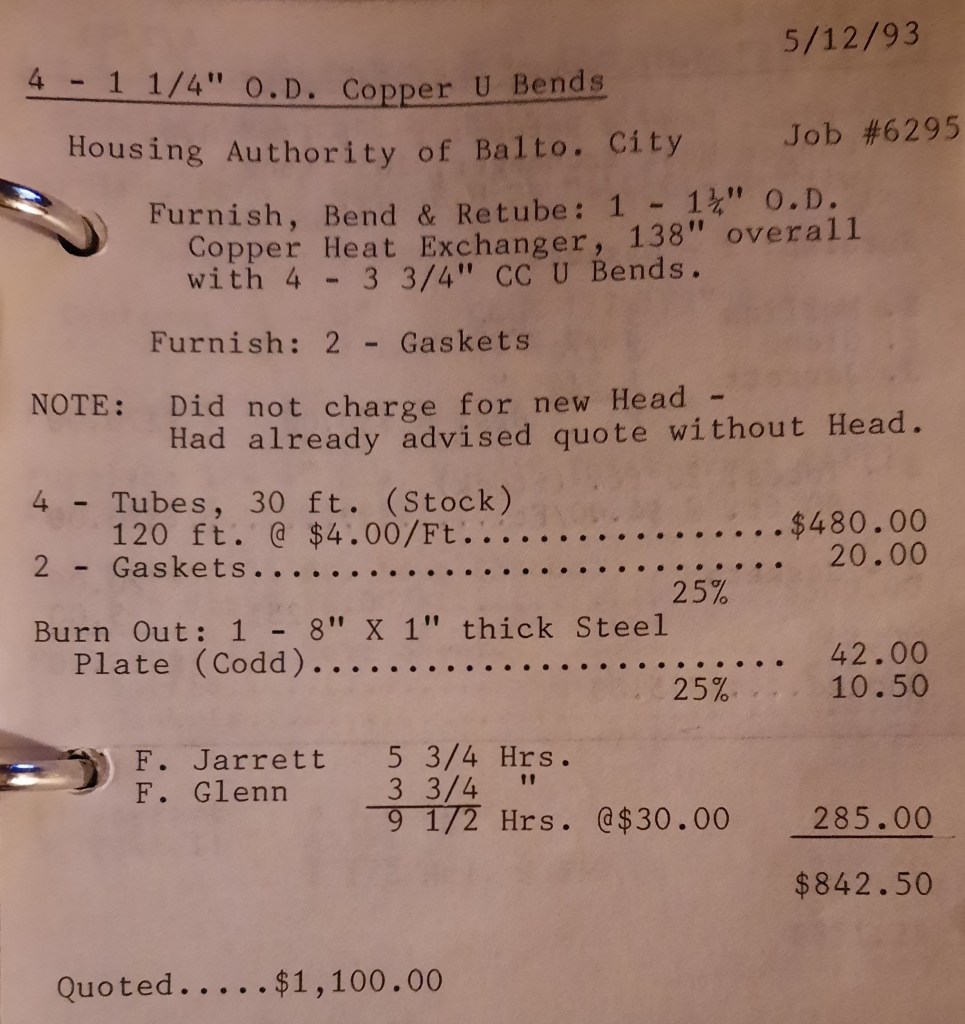 5/12/93
4 - 1 1/4" O.D. Copper U Bends
Housing Authority of Balto. City Job #6295
Furnish, Bend & Retube: 1 - 1¼" O.D.
Copper Heat Exchanger, 138" overall
with 4 - 3 3/4" CC U Bends.
Furnish: 2 - Gaskets
NOTE: Did not charge for new Head -
Had already advised quote without Head.
4 - Tubes, 30 ft. (Stock)
120 ft. @ $4.00/Ft.................$480.00
2 - Gaskets........................... 20.00
25%
Burn Out: 1 - 8" X 1" thick Steel
Plate (Codd)........................ 42.00
25% 10.50
F. Jarrett 5 3/4 Hrs.
F. Glenn 3 3/4 "
9 1/2 Hrs. @$30.00 285.00
$842.50
Quoted.....$1,100.00